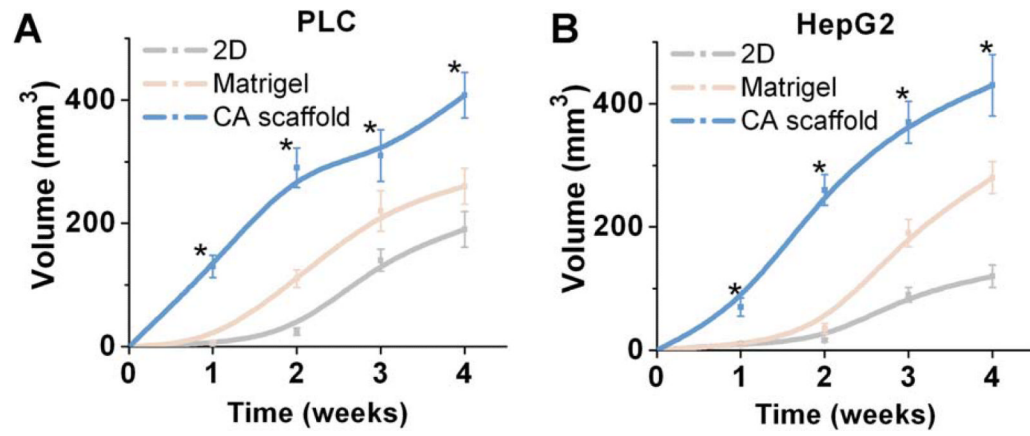 A
PLC
2D
Matrigel
CA scaffold
Volume (mm³)
400
200
0
0 1 2 3 4
Time (weeks)
* * * *
B
HepG2
2D
Matrigel
CA scaffold
Volume (mm³)
400
200
0
0 1 2 3 4
Time (weeks)
* * * *